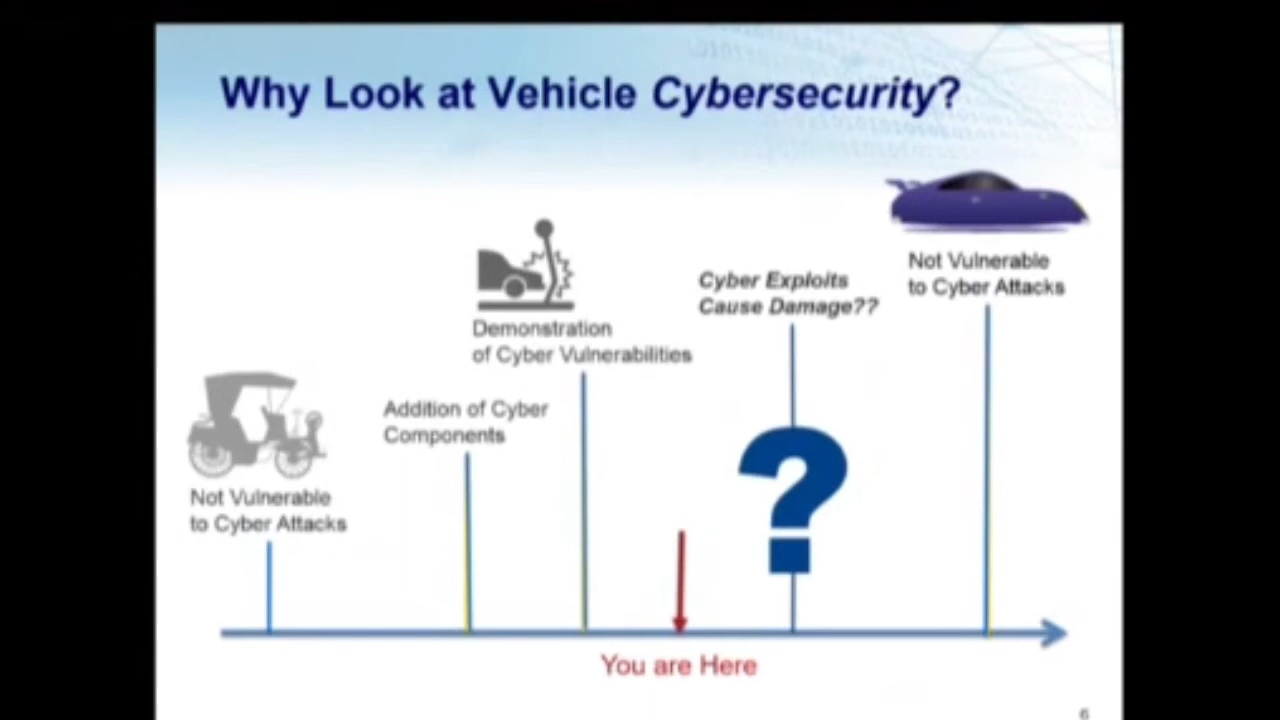 Why Look at Vehicle Cybersecurity?
Not Vulnerable
to Cyber Attacks
Addition of Cyber
Components
Demonstration
of Cyber Vulnerabilities
Cyber Exploits
Cause Damage??
Not Vulnerable
to Cyber Attacks
?
You are Here
6